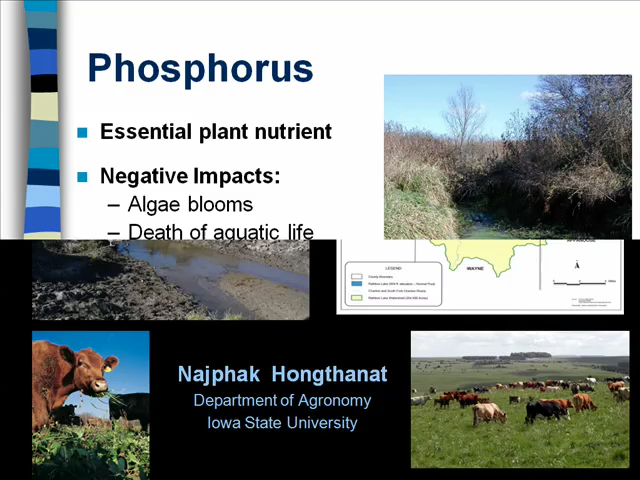 Phosphorus
Essential plant nutrient
Negative Impacts:
– Algae blooms
– Death of aquatic life
WAYNE
LEGEND
Najphak Hongthanat
Department of Agronomy
Iowa State University